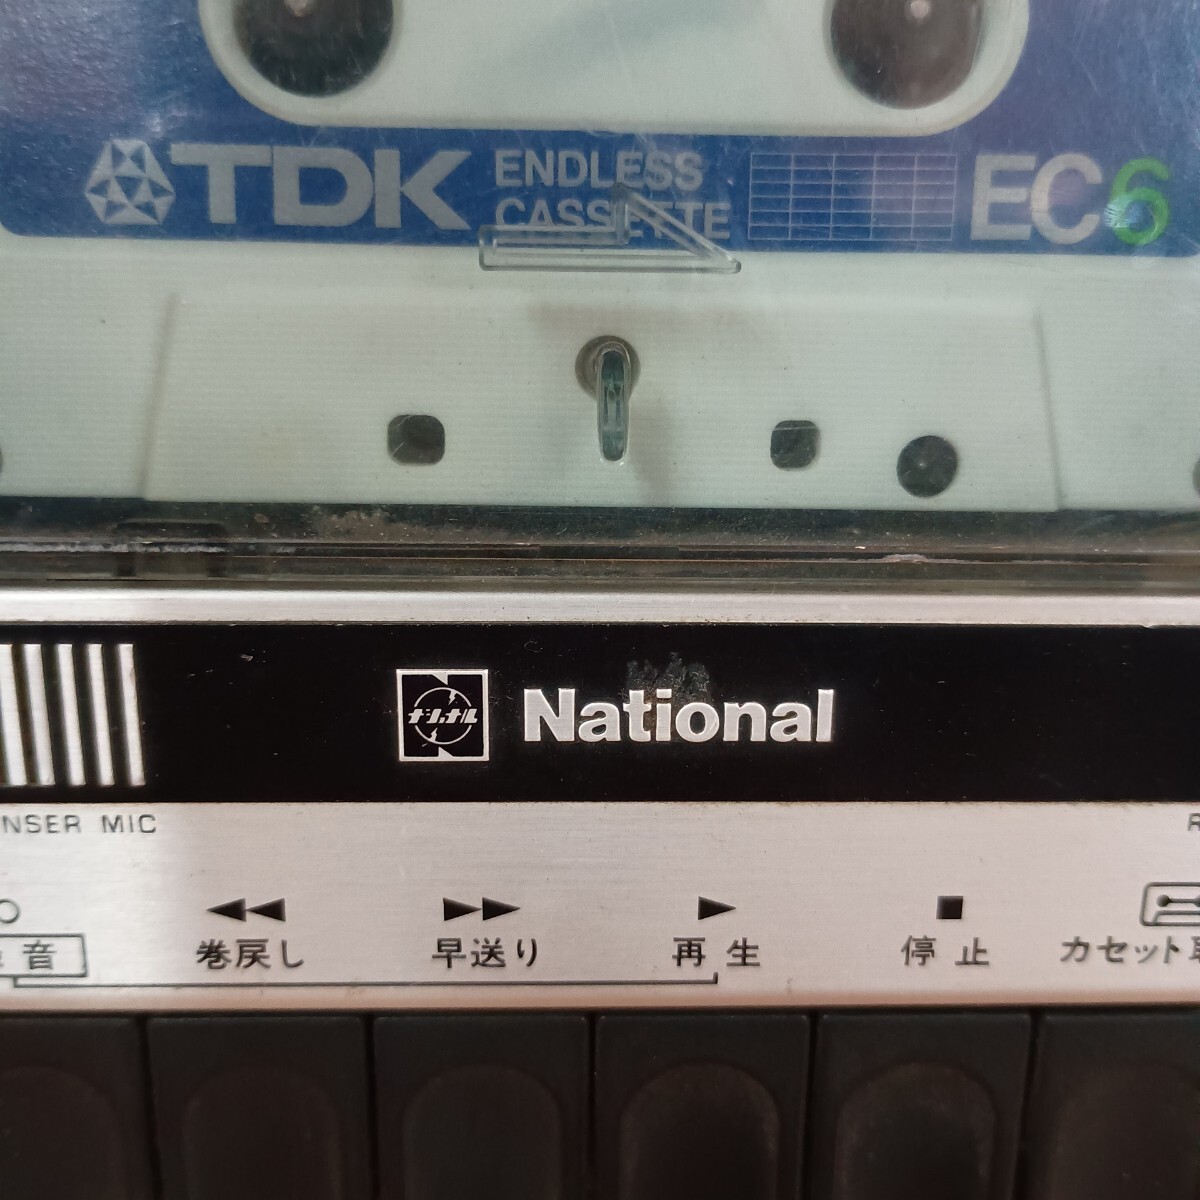 TDK ENDLESS CASSETTE EC6
ナショナル National
NSER MIC
巻戻し 早送り 再生 停止 カセット